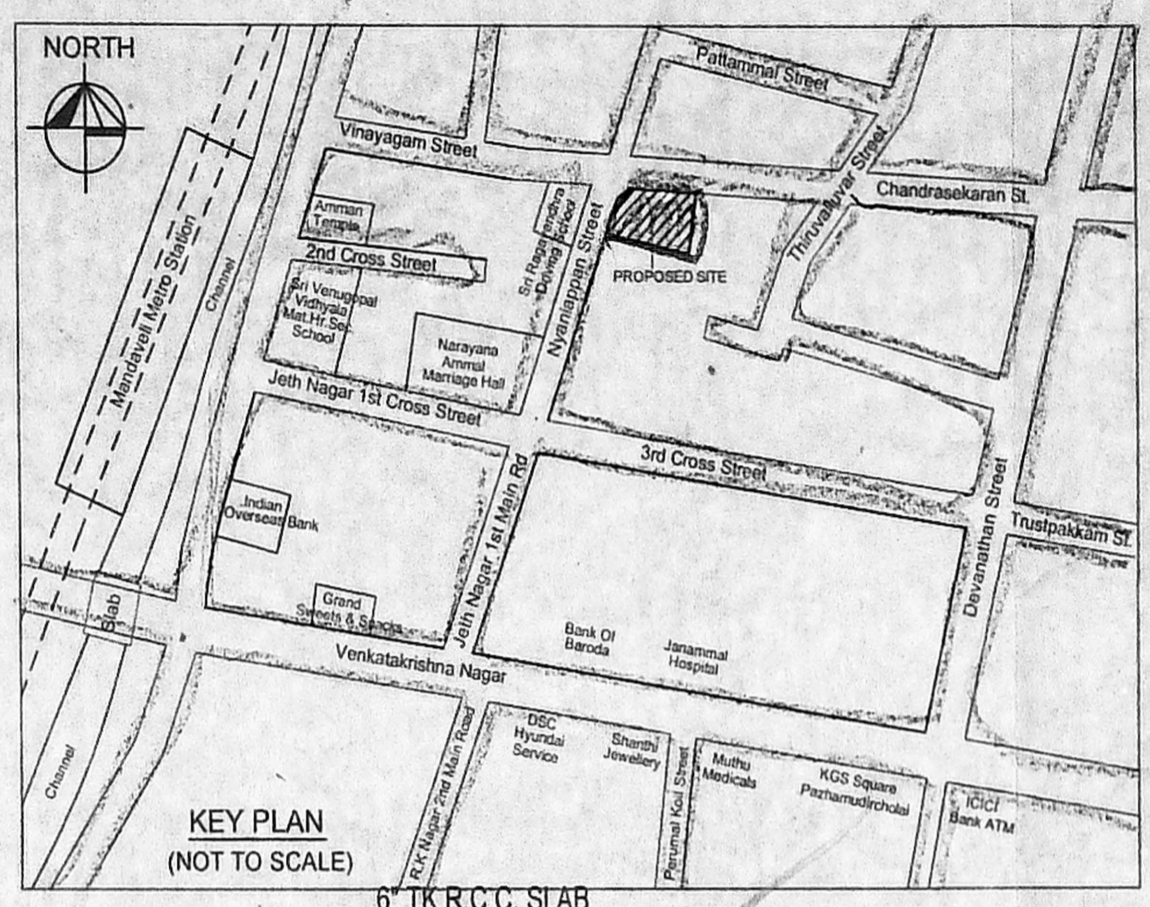 NORTH
Pattammal Street
Vinayagam Street
Thiruvalluvar Street
Chandrasekaran St.
Amman
Temple
Sri Ragavendhra
Driving School
Nyaniappan Street
PROPOSED SITE
2nd Cross Street
Mandaveli Metro Station
Channel
Sri Venugopal
Vidhyala
Mat.Hr.Sec.
School
Narayana
Ammal
Marriage Hall
Jeth Nagar 1st Cross Street
3rd Cross Street
Jeth Nagar 1st Main Rd
Indian
Overseas Bank
Devanathan Street
Trustpakkam St.
Slab
Grand
Sweets & Snacks
Bank Of
Baroda
Janammal
Hospital
Venkatakrishna Nagar
R.K Nagar 2nd Main Road
DSC
Hyundai
Service
Shanthi
Jewellery
Perumal Koil Street
Muthu
Medicals
KGS Square
Pazhamudircholai
ICICI
Bank ATM
Channel
KEY PLAN
(NOT TO SCALE)
6" TK R.C.C. SLAB